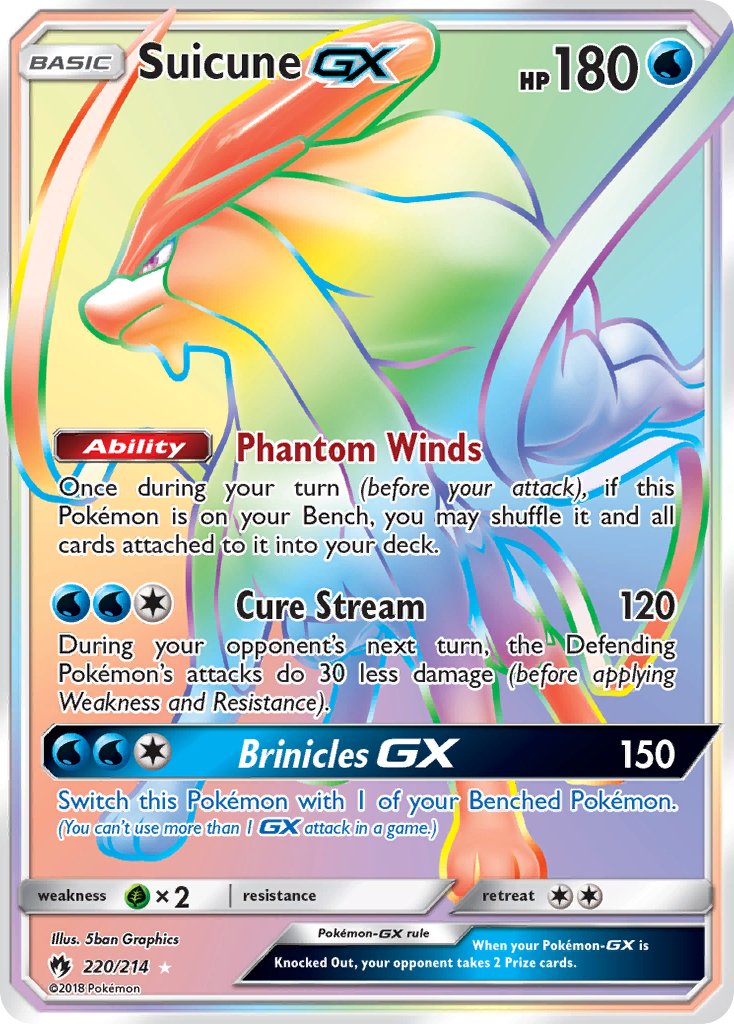 BASIC Suicune GX HP 180
Ability Phantom Winds
Once during your turn (before your attack), if this
Pokémon is on your Bench, you may shuffle it and all
cards attached to it into your deck.
Cure Stream 120
During your opponent's next turn, the Defending
Pokémon's attacks do 30 less damage (before applying
Weakness and Resistance).
Brinicles GX 150
Switch this Pokémon with 1 of your Benched Pokémon.
(You can't use more than 1 GX attack in a game.)
weakness ×2 resistance retreat
Illus. 5ban Graphics
220/214
©2018 Pokémon
Pokémon-GX rule
When your Pokémon-GX is
Knocked Out, your opponent takes 2 Prize cards.